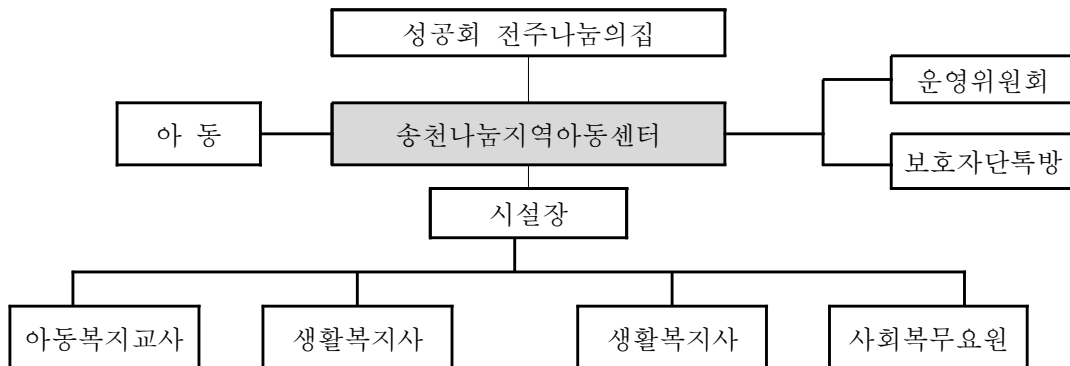 성공회 전주나눔의집
운영위원회
아 동
송천나눔지역아동센터
보호자단톡방
시설장
아동복지교사
생활복지사
생활복지사
사회복무요원